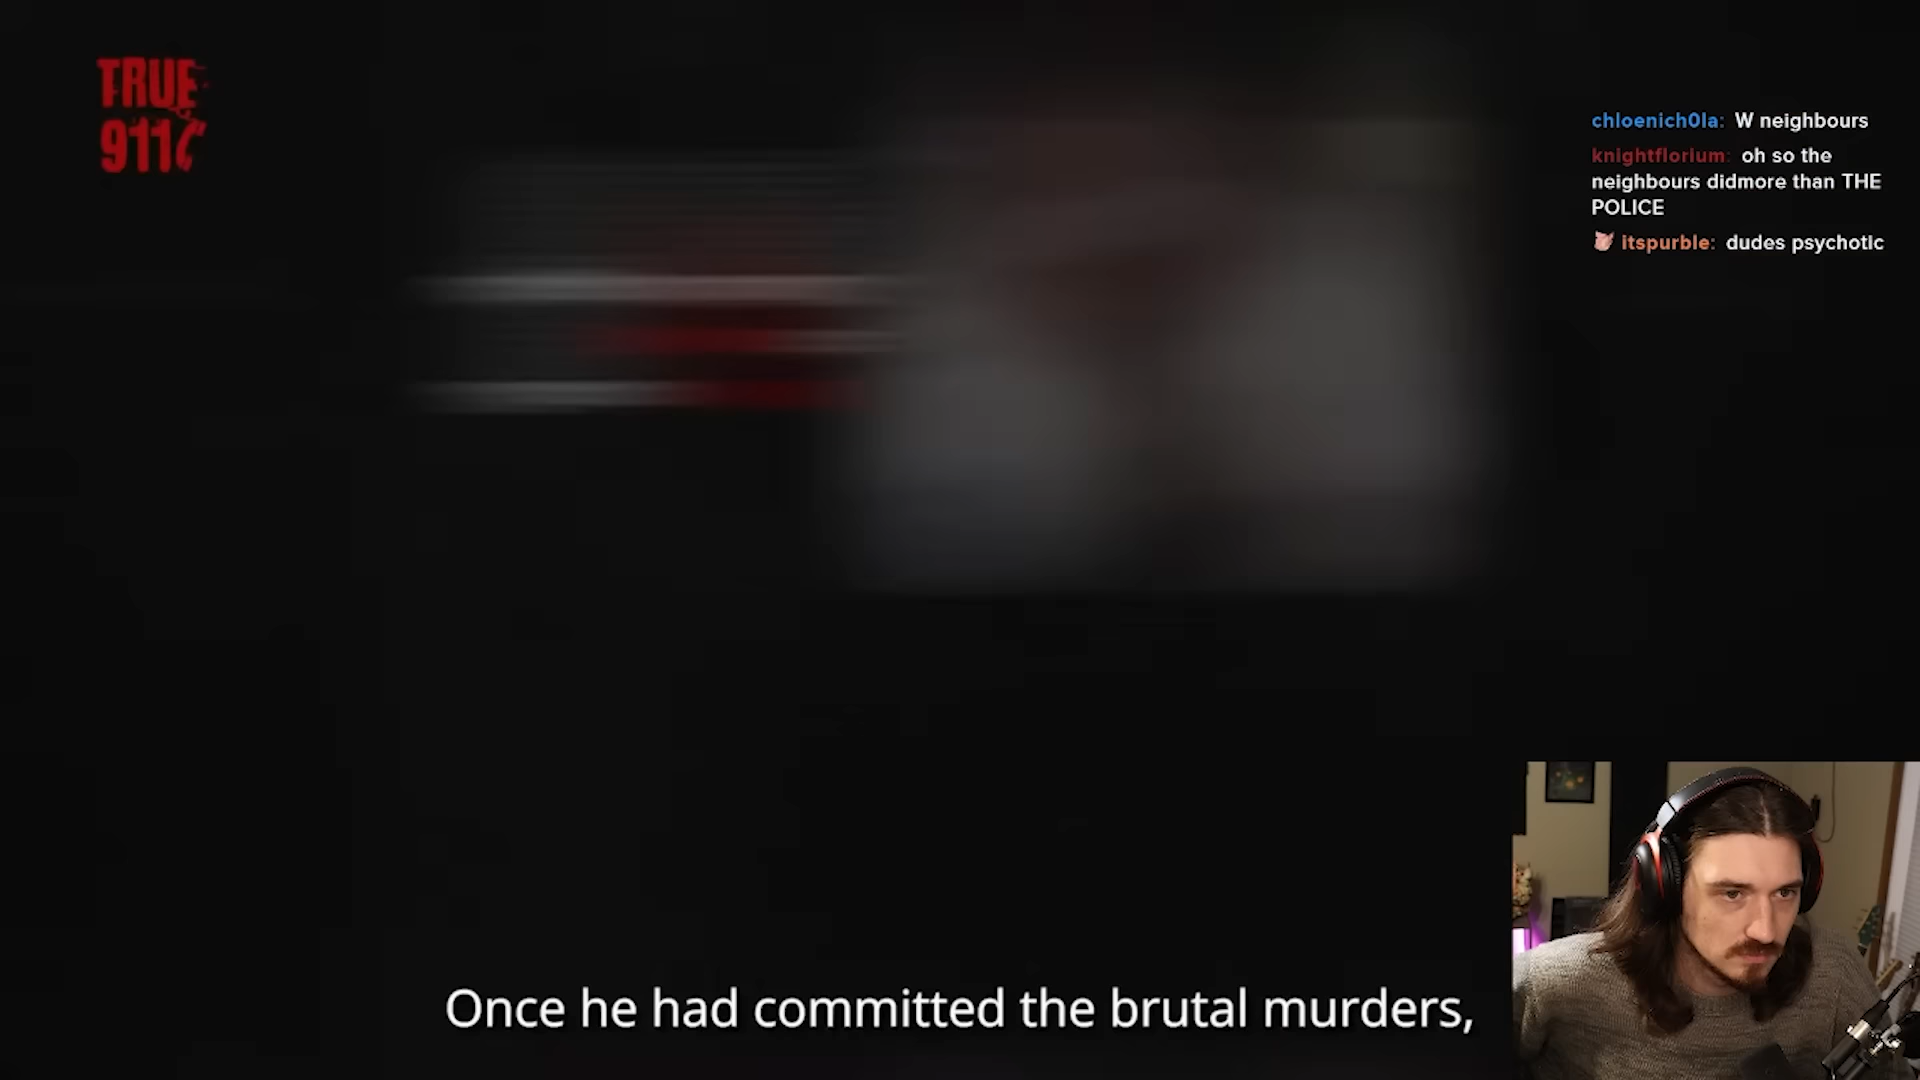 TRUE
911
chloenich0la: W neighbours
knightflorium: oh so the
neighbours didmore than THE
POLICE
itspurble: dudes psychotic
Once he had committed the brutal murders,